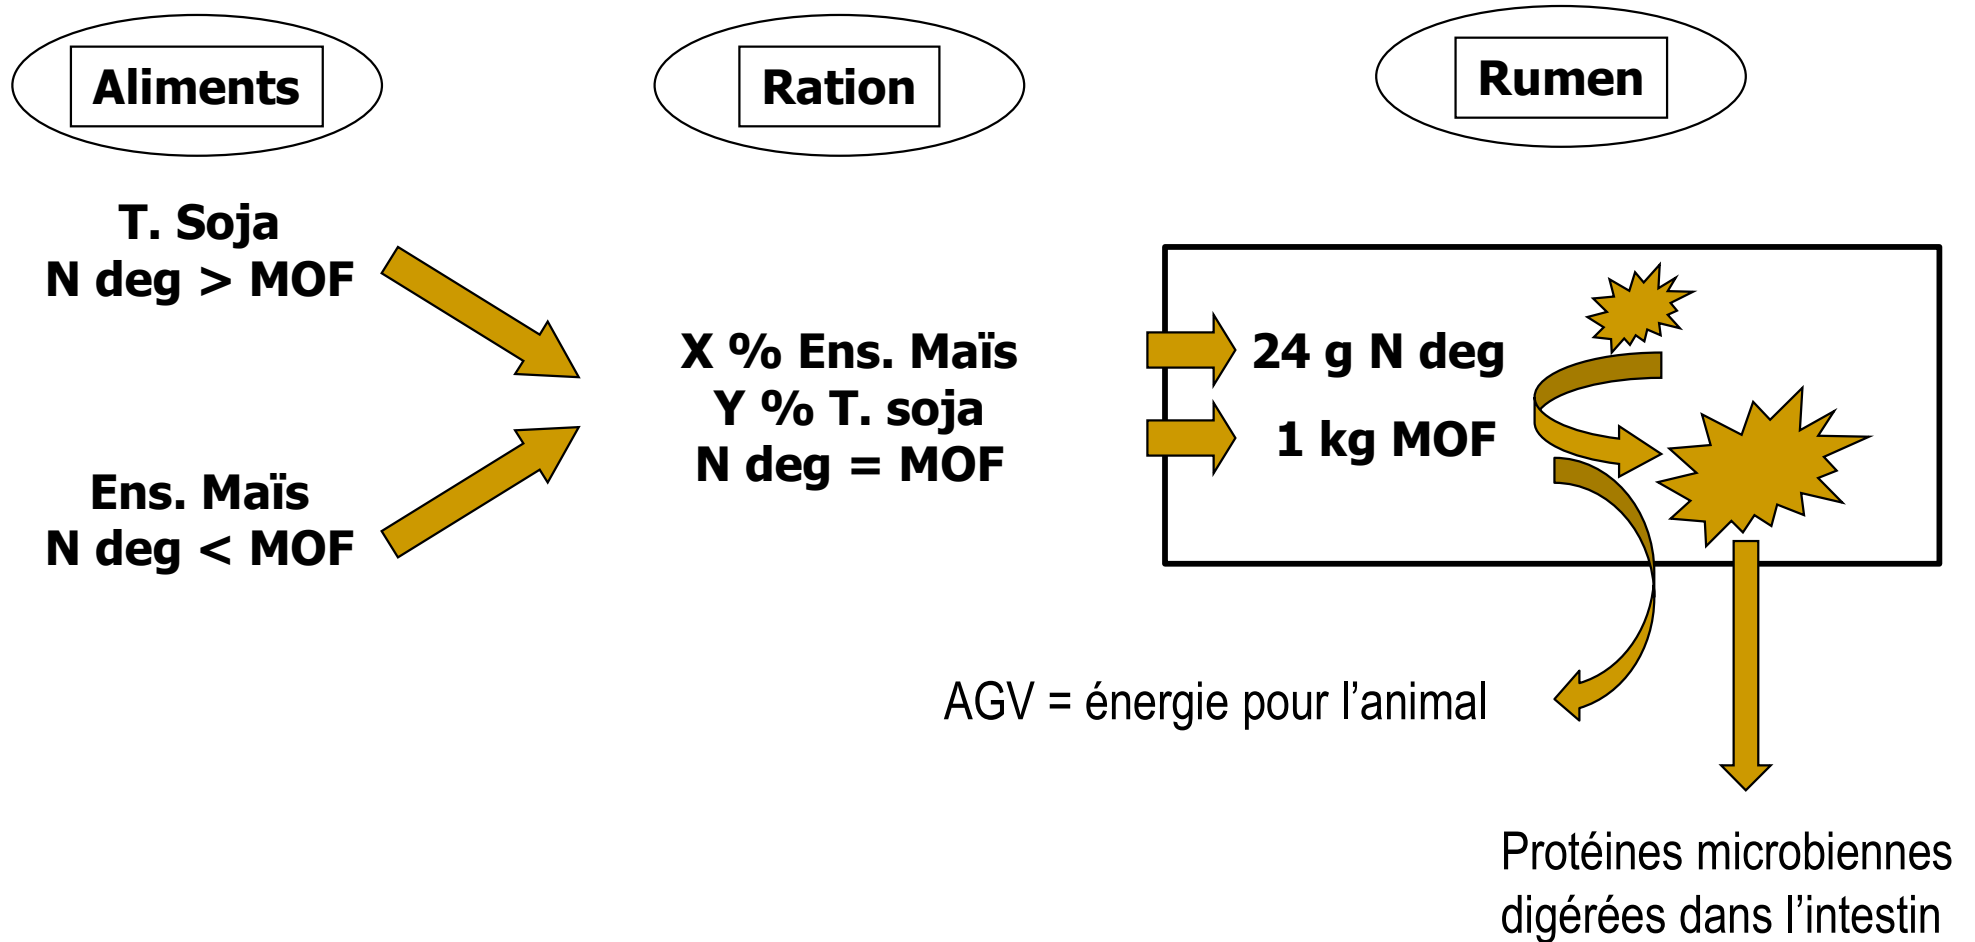 Aliments
Ration
Rumen
T. Soja
N deg > MOF
Ens. Maïs
N deg < MOF
X % Ens. Maïs
Y % T. soja
N deg = MOF
24 g N deg
1 kg MOF
AGV = énergie pour l’animal
Protéines microbiennes
digérées dans l’intestin